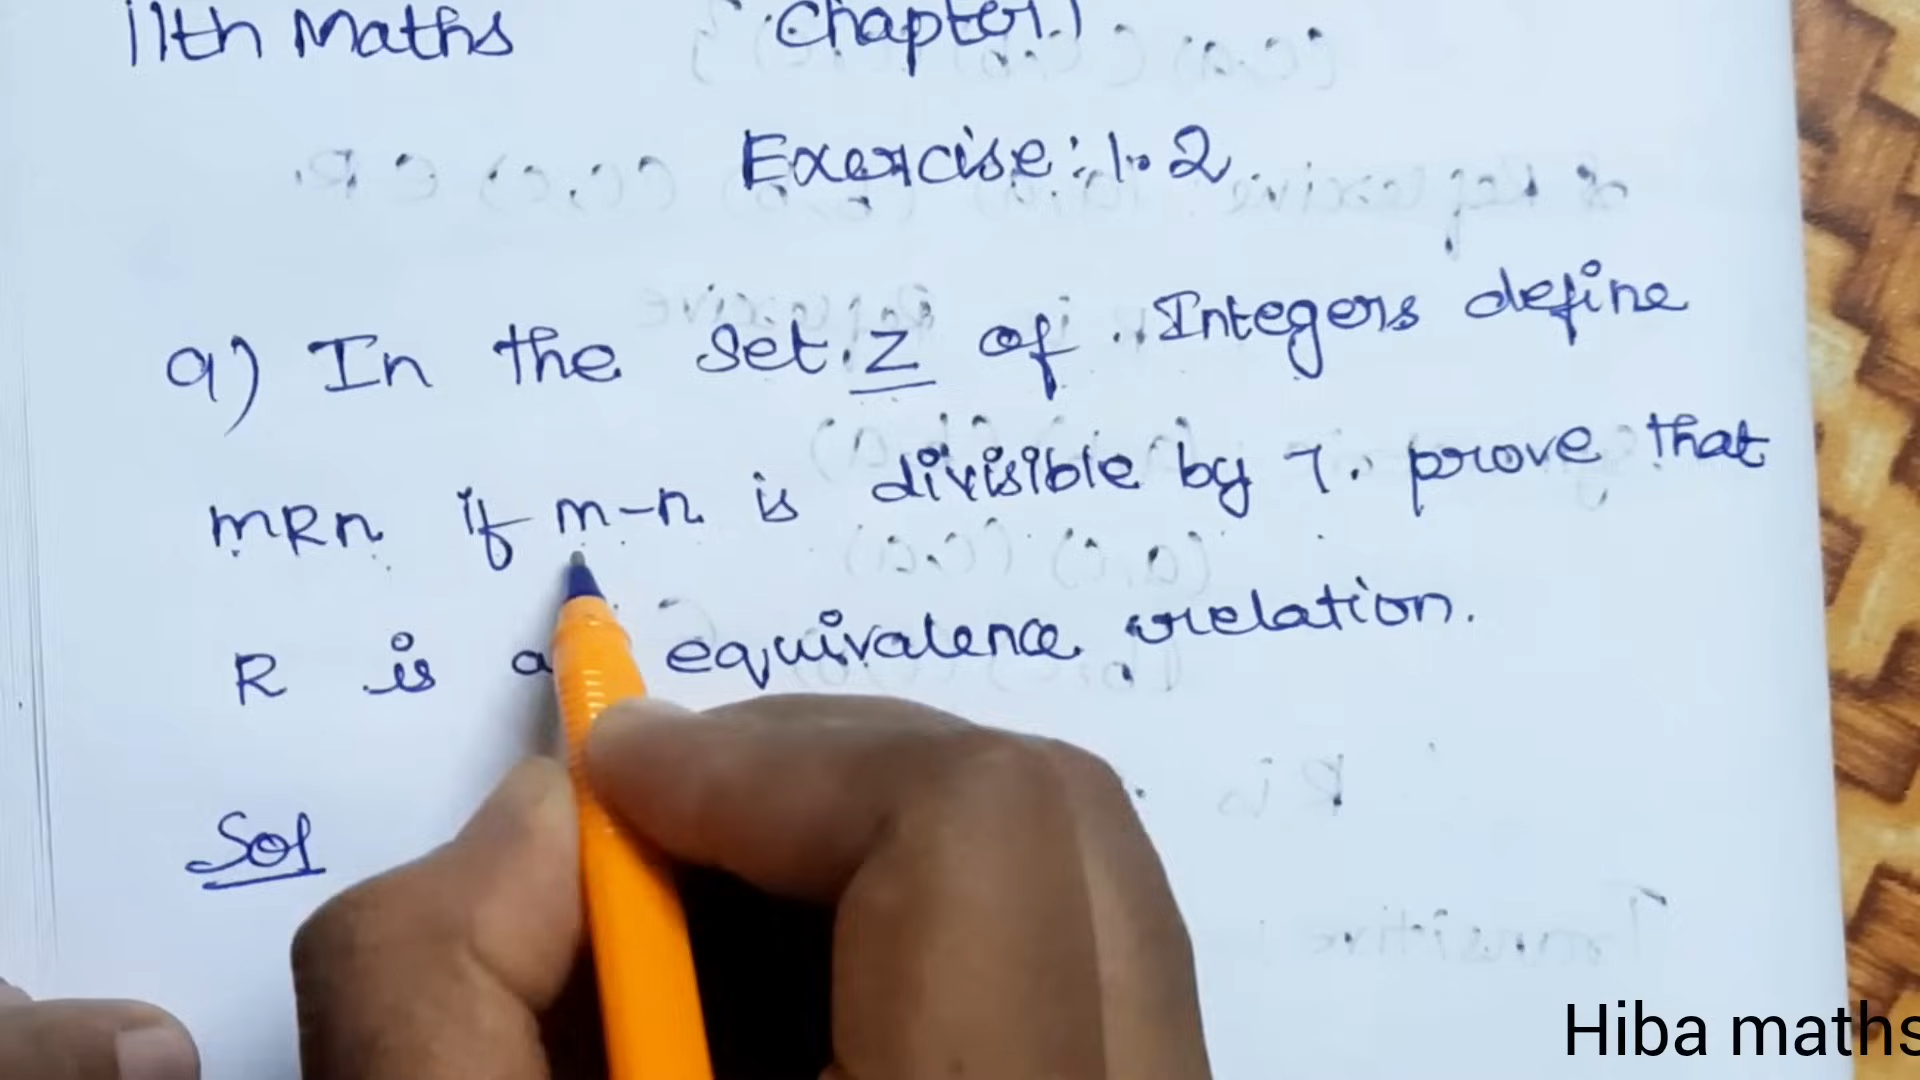 11th Maths Chapter 1
Exercise: 1.2
9) In the set Z of Integers define
mRn if m-n is divisible by 7. prove that
R is a equivalence relation.
Sol
Hiba maths